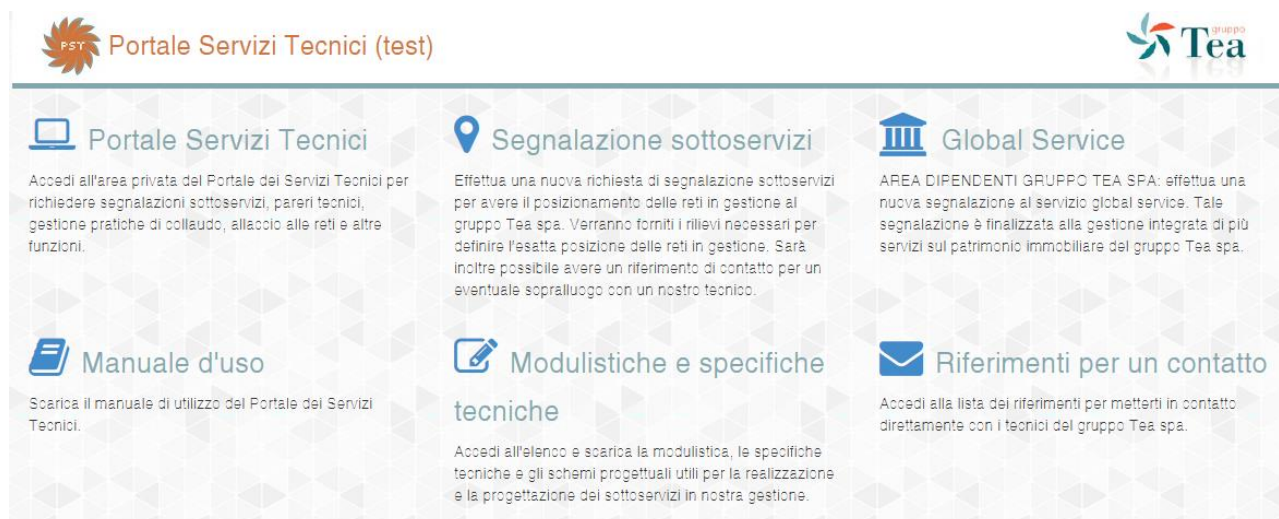 PST Portale Servizi Tecnici (test)
gruppo
Tea
Portale Servizi Tecnici
Accedi all'area privata del Portale dei Servizi Tecnici per
richiedere segnalazioni sottoservizi, pareri tecnici,
gestione pratiche di collaudo, allaccio alle reti e altre
funzioni.
Segnalazione sottoservizi
Effettua una nuova richiesta di segnalazione sottoservizi
per avere il posizionamento delle reti in gestione al
gruppo Tea spa. Verranno forniti i rilievi necessari per
definire l'esatta posizione delle reti in gestione. Sarà
inoltre possibile avere un riferimento di contatto per un
eventuale sopralluogo con un nostro tecnico.
Global Service
AREA DIPENDENTI GRUPPO TEA SPA: effettua una
nuova segnalazione al servizio global service. Tale
segnalazione è finalizzata alla gestione integrata di più
servizi sul patrimonio immobiliare del gruppo Tea spa.
Manuale d'uso
Scarica il manuale di utilizzo del Portale dei Servizi
Tecnici.
Modulistiche e specifiche
tecniche
Accedi all'elenco e scarica la modulistica, le specifiche
tecniche e gli schemi progettuali utili per la realizzazione
e la progettazione dei sottoservizi in nostra gestione.
Riferimenti per un contatto
Accedi alla lista dei riferimenti per metterti in contatto
direttamente con i tecnici del gruppo Tea spa.